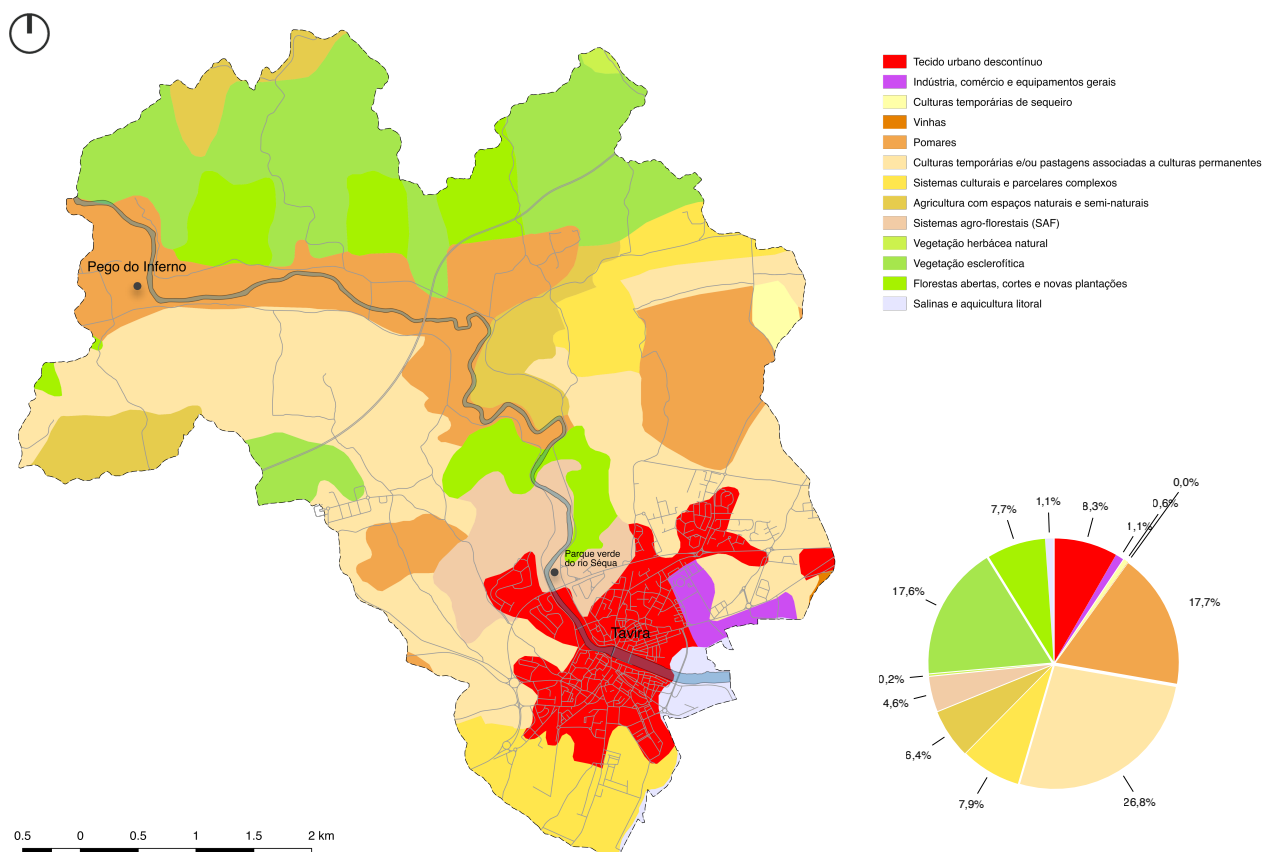 Tecido urbano descontínuo
Indústria, comércio e equipamentos gerais
Culturas temporárias de sequeiro
Vinhas
Pomares
Culturas temporárias e/ou pastagens associadas a culturas permanentes
Sistemas culturais e parcelares complexos
Agricultura com espaços naturais e semi-naturais
Sistemas agro-florestais (SAF)
Vegetação herbácea natural
Vegetação esclerofítica
Florestas abertas, cortes e novas plantações
Salinas e aquicultura litoral
Pego do Inferno
Parque verde
do rio Séqua
Tavira
0,0%
0,6%
1,1%
8,3%
1,1%
7,7%
17,6%
17,7%
0,2%
4,6%
6,4%
7,9%
26,8%
0.5 0 0.5 1 1.5 2 km